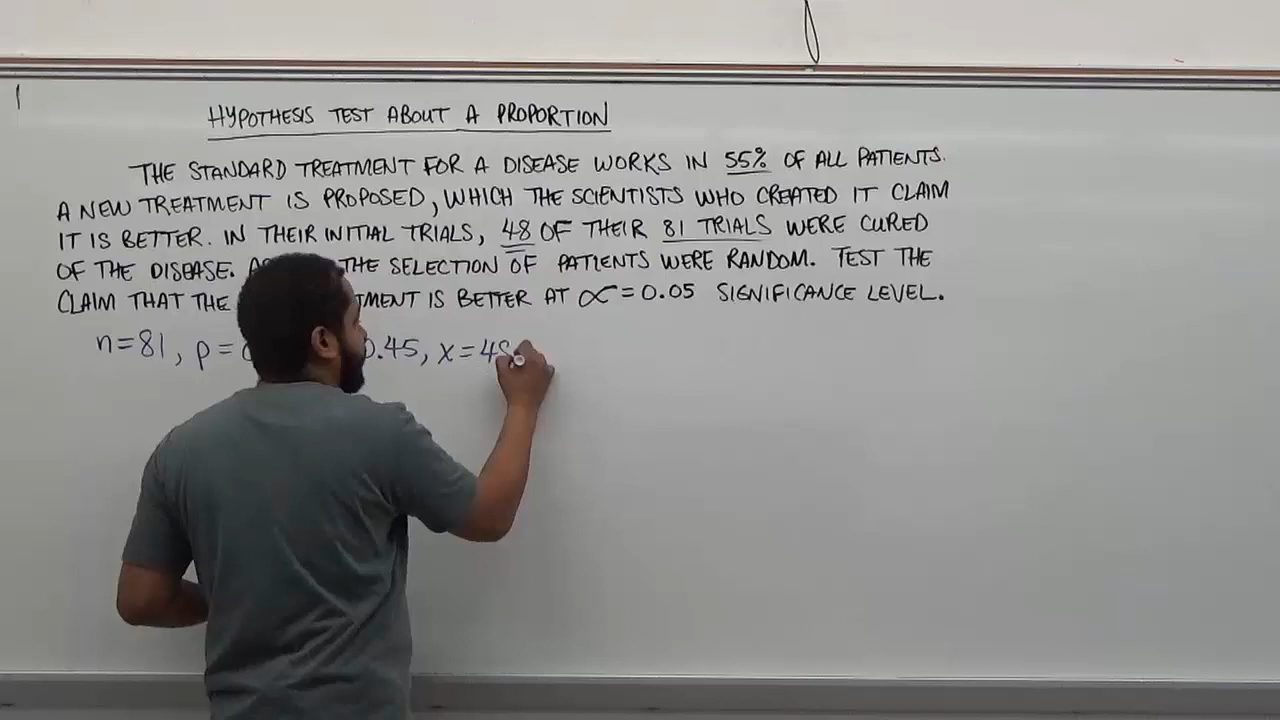 HYPOTHESIS TEST ABOUT A PROPORTION
THE STANDARD TREATMENT FOR A DISEASE WORKS IN 55% OF ALL PATIENTS.
A NEW TREATMENT IS PROPOSED, WHICH THE SCIENTISTS WHO CREATED IT CLAIM
IT IS BETTER. IN THEIR INITIAL TRIALS, 48 OF THEIR 81 TRIALS WERE CURED
OF THE DISEASE. THE SELECTION OF PATIENTS WERE RANDOM. TEST THE
CLAIM THAT THE TMENT IS BETTER AT α = 0.05 SIGNIFICANCE LEVEL.
n=81, p= 0.45, x=48